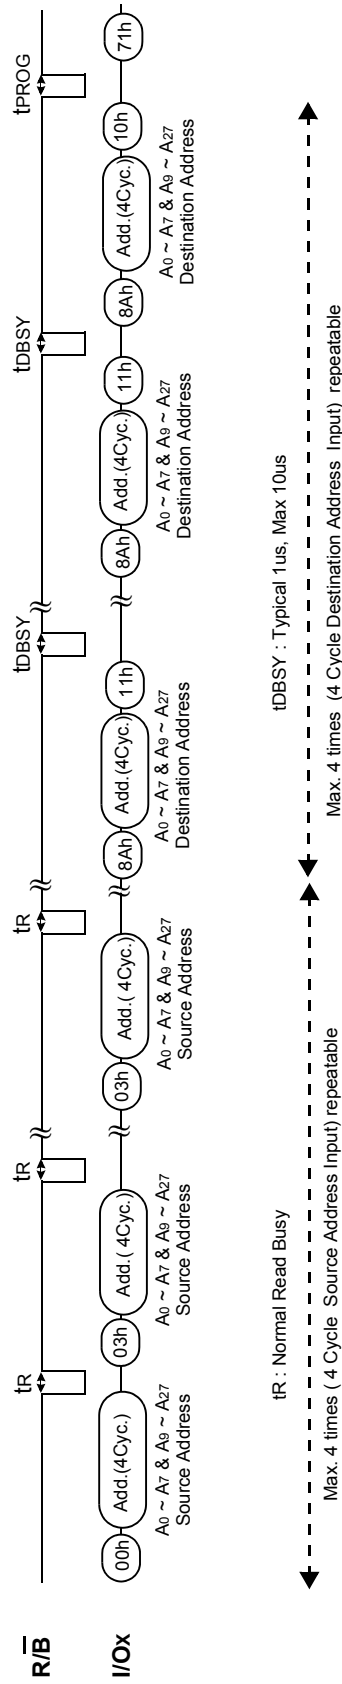 R/B
tR tR tR tDBSY tDBSY tPROG
I/Ox
00h Add.(4Cyc.) 03h Add.( 4Cyc.) 03h Add.( 4Cyc.) 8Ah Add.(4Cyc.) 11h 8Ah Add.(4Cyc.) 11h 8Ah Add.(4Cyc.) 10h 71h
A0 ~ A7 & A9 ~ A27
Source Address
A0 ~ A7 & A9 ~ A27
Source Address
A0 ~ A7 & A9 ~ A27
Source Address
A0 ~ A7 & A9 ~ A27
Destination Address
A0 ~ A7 & A9 ~ A27
Destination Address
A0 ~ A7 & A9 ~ A27
Destination Address
tR : Normal Read Busy
tDBSY : Typical 1us, Max 10us
Max. 4 times ( 4 Cycle Source Address Input) repeatable
Max. 4 times (4 Cycle Destination Address Input) repeatable